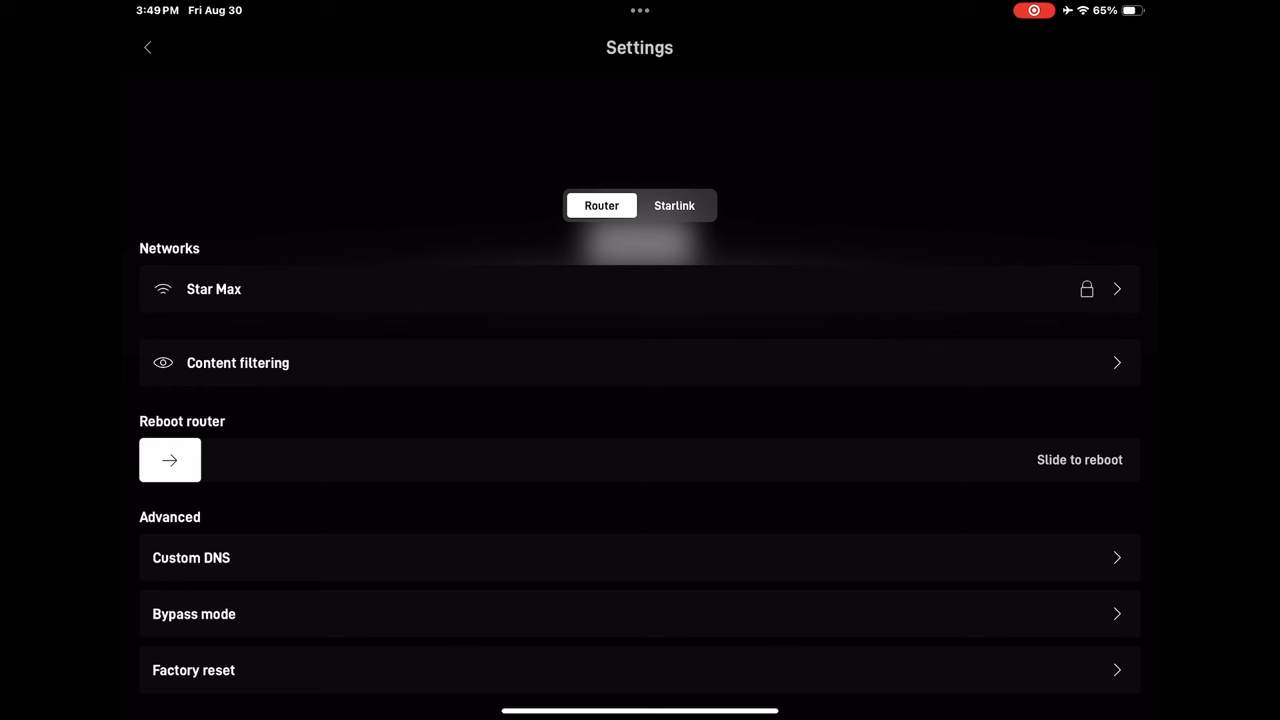 3:49 PM Fri Aug 30
65%
Settings
Router
Starlink
Networks
Star Max
Content filtering
Reboot router
Slide to reboot
Advanced
Custom DNS
Bypass mode
Factory reset